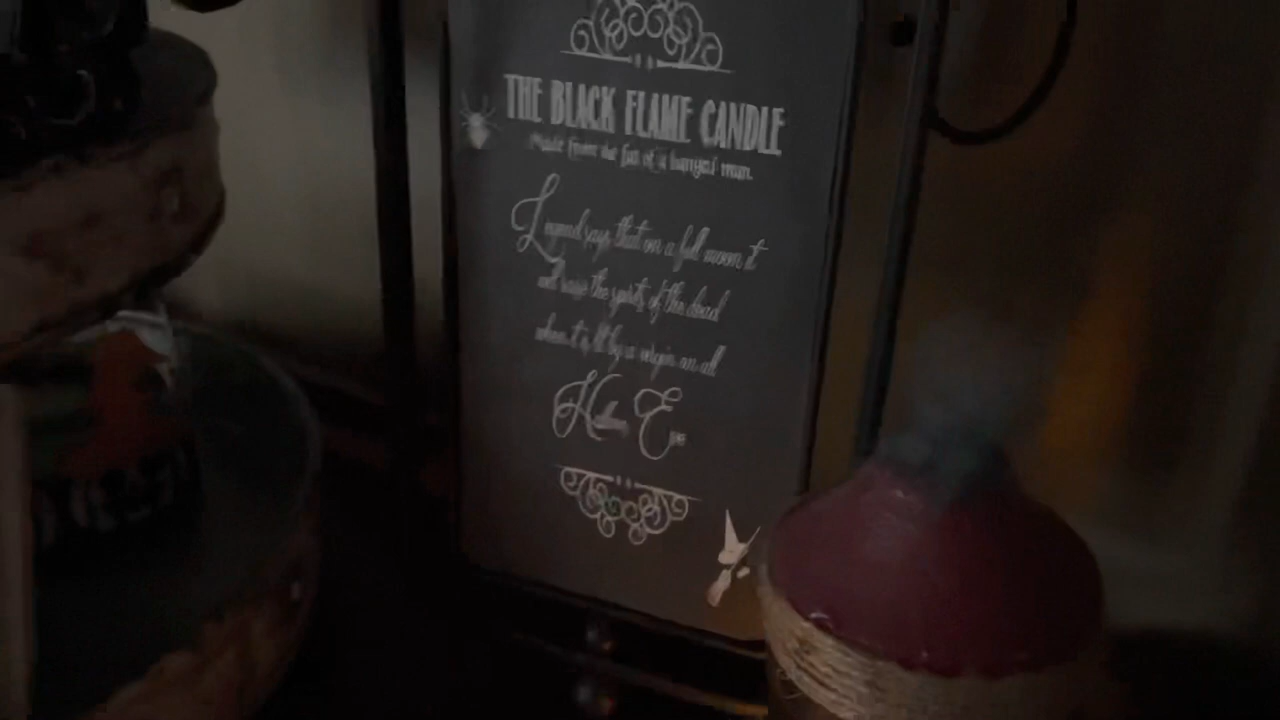 THE BLACK FLAME CANDLE
Made from the fat of a hanged man.
Legend says that on a full moon it
will raise the spirits of the dead
when it is lit by a virgin on all
Eve